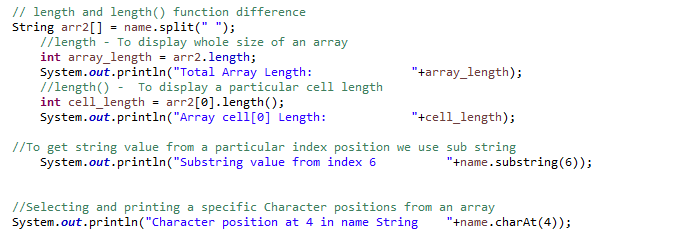 // length and length() function difference
String arr2[] = name.split(" ");
//length - To display whole size of an array
int array_length = arr2.length;
System.out.println("Total Array Length:              "+array_length);
//length() -  To display a particular cell length
int cell_length = arr2[0].length();
System.out.println("Array cell[0] Length:            "+cell_length);
//To get string value from a particular index position we use sub string
System.out.println("Substring value from index 6          "+name.substring(6));
//Selecting and printing a specific Character positions from an array
System.out.println("Character position at 4 in name String    "+name.charAt(4));